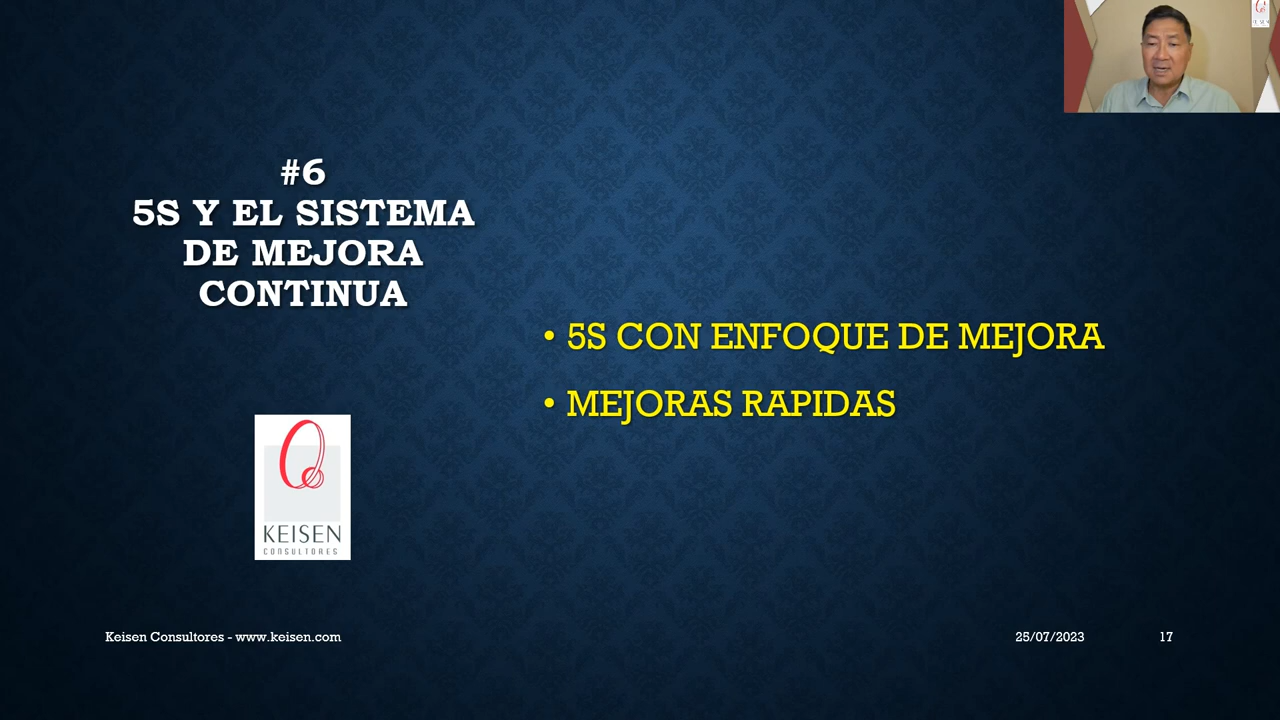 #6
5S Y EL SISTEMA
DE MEJORA
CONTINUA
• 5S CON ENFOQUE DE MEJORA
• MEJORAS RAPIDAS
KEISEN
CONSULTORES
Keisen Consultores - www.keisen.com
25/07/2023
17